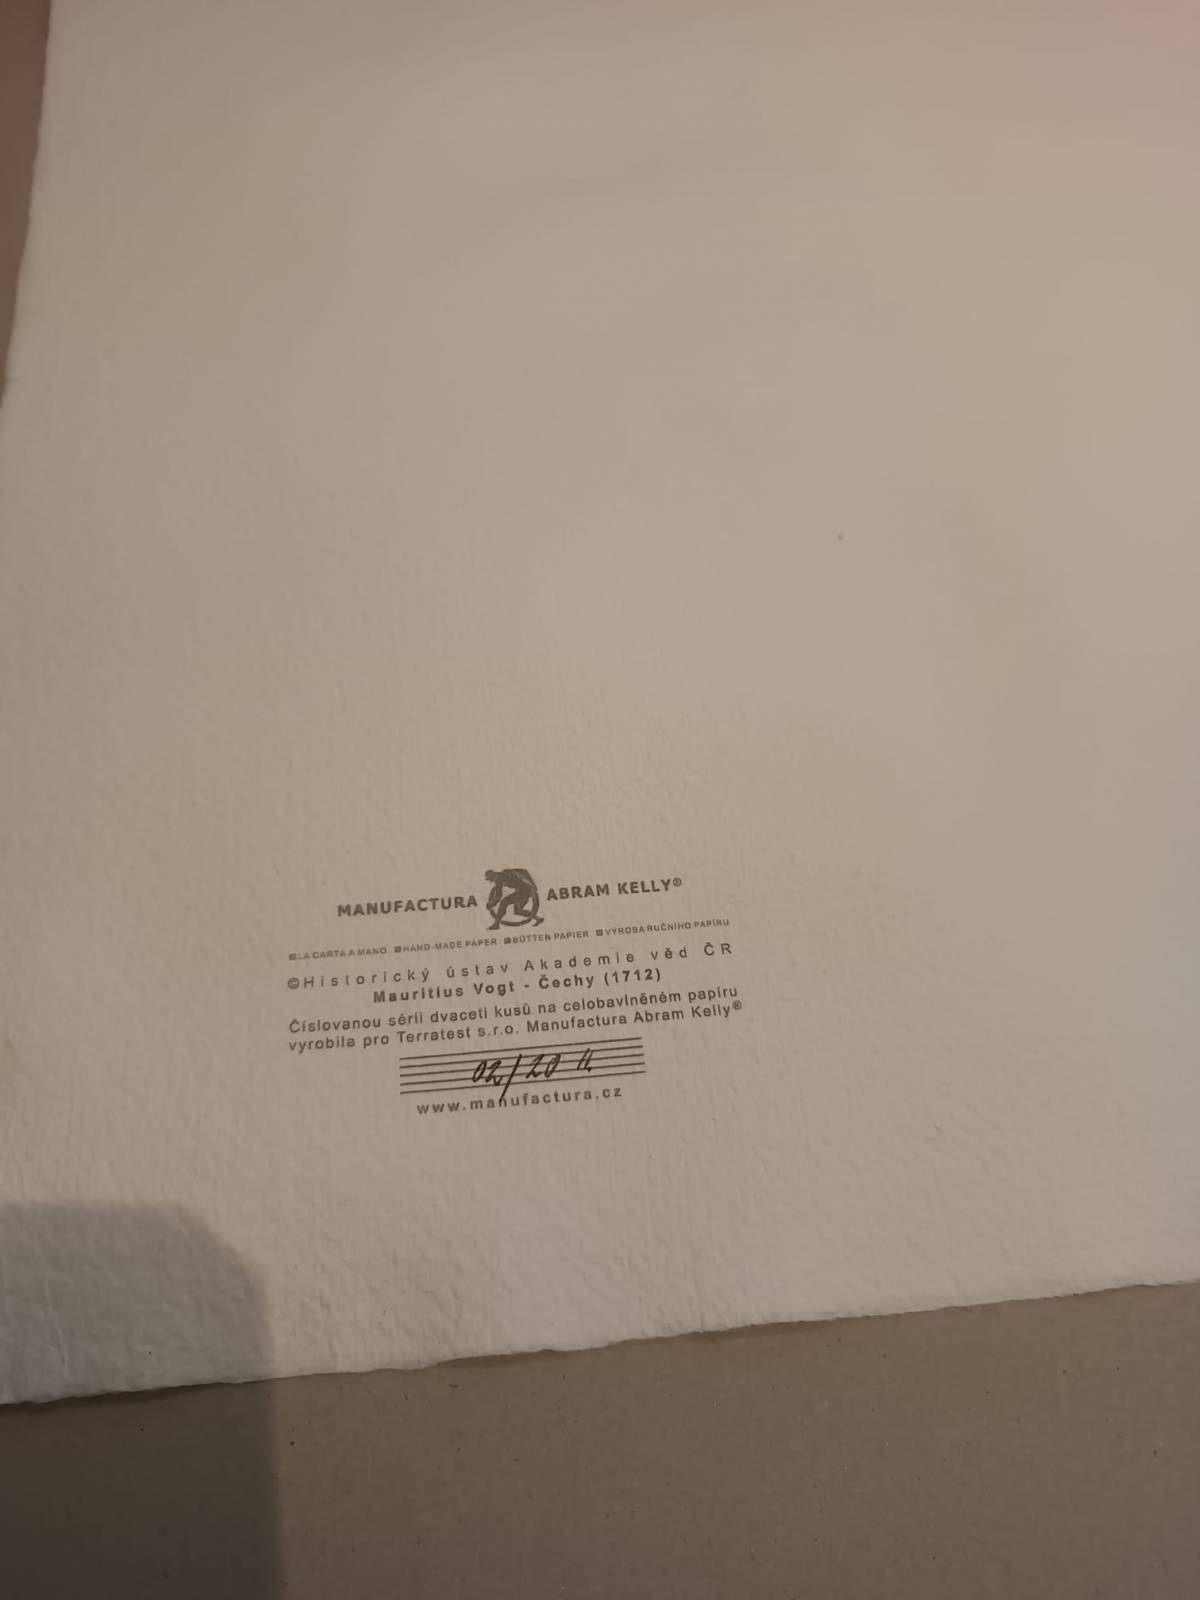 MANUFACTURA ABRAM KELLY®
LA CARTA A MANO HAND-MADE PAPER BÜTTEN PAPIER VÝROBA RUČNÍHO PAPÍRU
©Historický ústav Akademie věd ČR
Mauritius Vogt - Čechy (1712)
Číslovanou sérii dvaceti kusů na celobavlněném papíru
vyrobila pro Terratest s.r.o. Manufactura Abram Kelly®
02/20
www.manufactura.cz